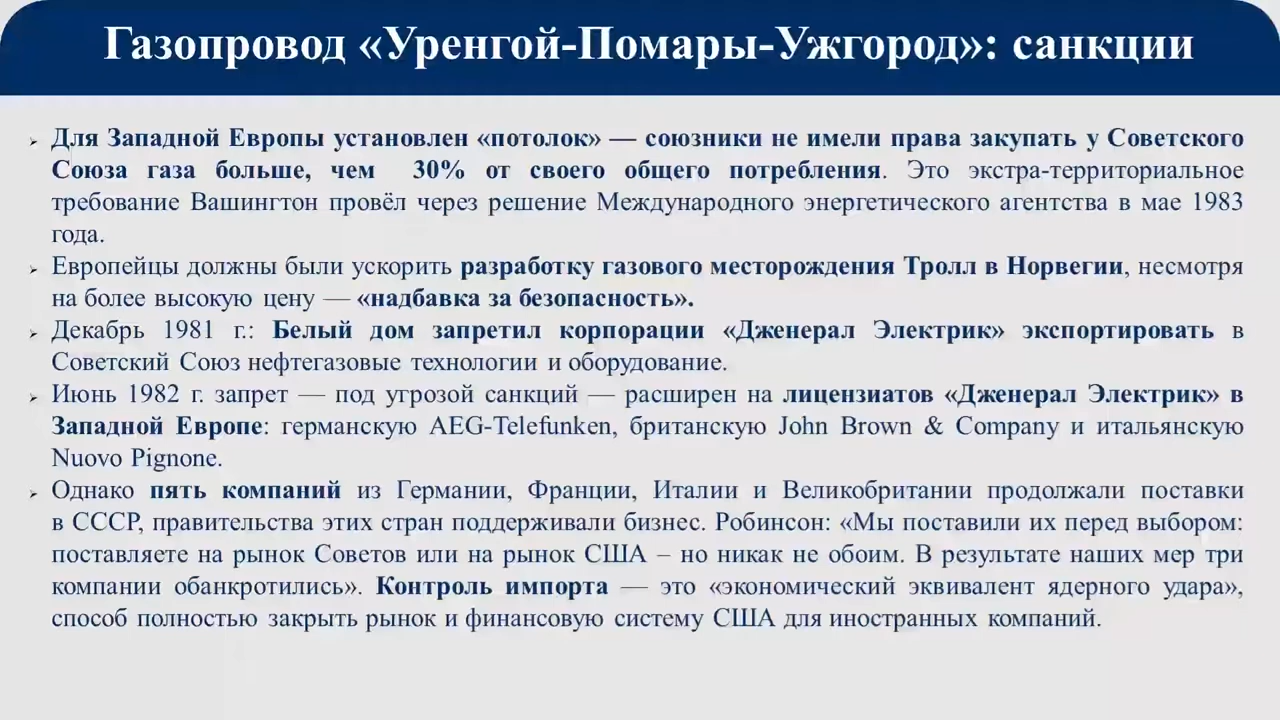 Газопровод «Уренгой-Помары-Ужгород»: санкции
Для Западной Европы установлен «потолок» — союзники не имели права закупать у Советского
Союза газа больше, чем 30% от своего общего потребления. Это экстра-территориальное
требование Вашингтон провёл через решение Международного энергетического агентства в мае 1983
года.
Европейцы должны были ускорить разработку газового месторождения Тролл в Норвегии, несмотря
на более высокую цену — «надбавка за безопасность».
Декабрь 1981 г.: Белый дом запретил корпорации «Дженерал Электрик» экспортировать в
Советский Союз нефтегазовые технологии и оборудование.
Июнь 1982 г. запрет — под угрозой санкций — расширен на лицензиатов «Дженерал Электрик» в
Западной Европе: германскую AEG-Telefunken, британскую John Brown & Company и итальянскую
Nuovo Pignone.
Однако пять компаний из Германии, Франции, Италии и Великобритании продолжали поставки
в СССР, правительства этих стран поддерживали бизнес. Робинсон: «Мы поставили их перед выбором:
поставляете на рынок Советов или на рынок США – но никак не обоим. В результате наших мер три
компании обанкротились». Контроль импорта — это «экономический эквивалент ядерного удара»,
способ полностью закрыть рынок и финансовую систему США для иностранных компаний.